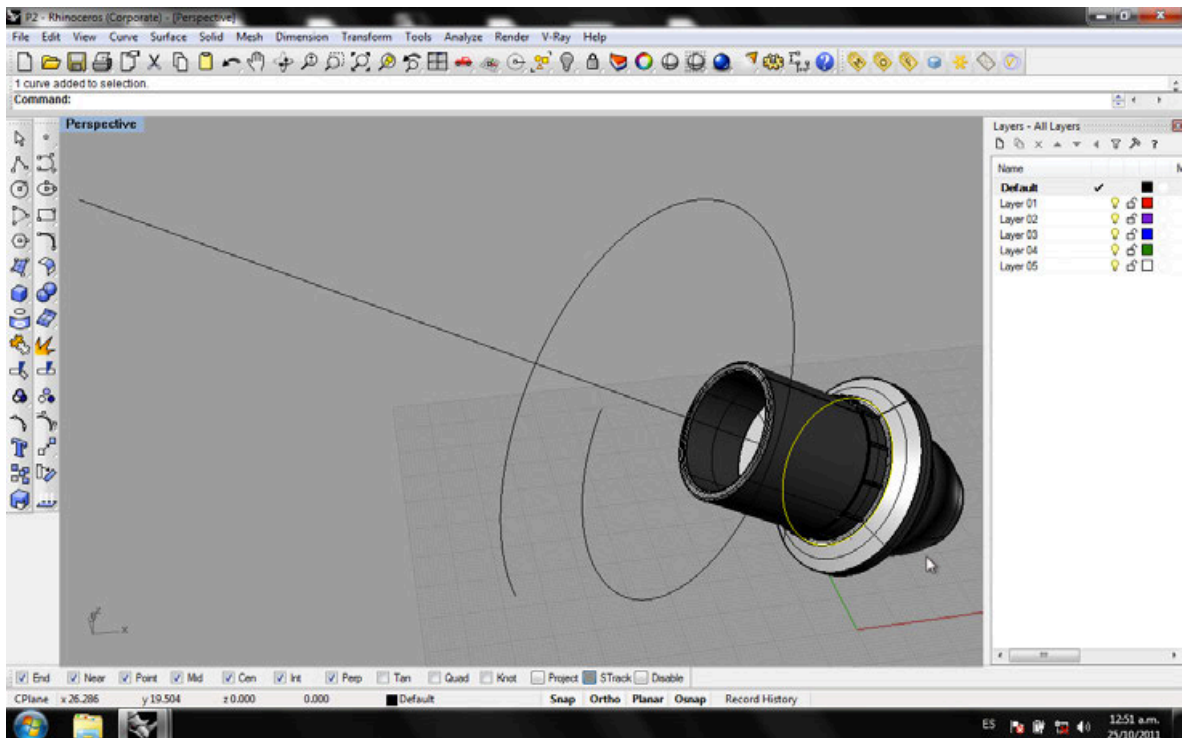 P2 - Rhinoceros (Corporate) - [Perspective]
File Edit View Curve Surface Solid Mesh Dimension Transform Tools Analyze Render V-Ray Help
1 curve added to selection.
Command:
Perspective
Layers - All Layers
Name M
Default
Layer 01
Layer 02
Layer 03
Layer 04
Layer 05
x
End Near Point Mid Cen Int Perp Tan Quad Knot Project STrack Disable
CPlane x 26.286 y 19.504 z 0.000 0.000 Default Snap Ortho Planar Osnap Record History
ES 12:51 a.m.
25/10/2011